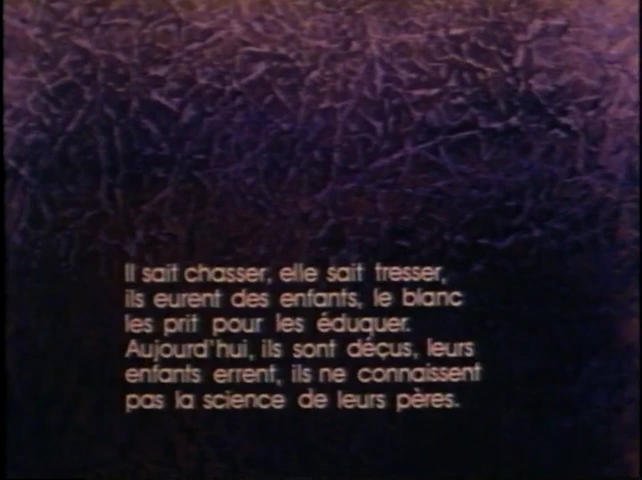 Il sait chasser, elle sait tresser,
ils eurent des enfants, le blanc
les prit pour les éduquer.
Aujourd'hui, ils sont déçus, leurs
enfants errent, ils ne connaissent
pas la science de leurs pères.